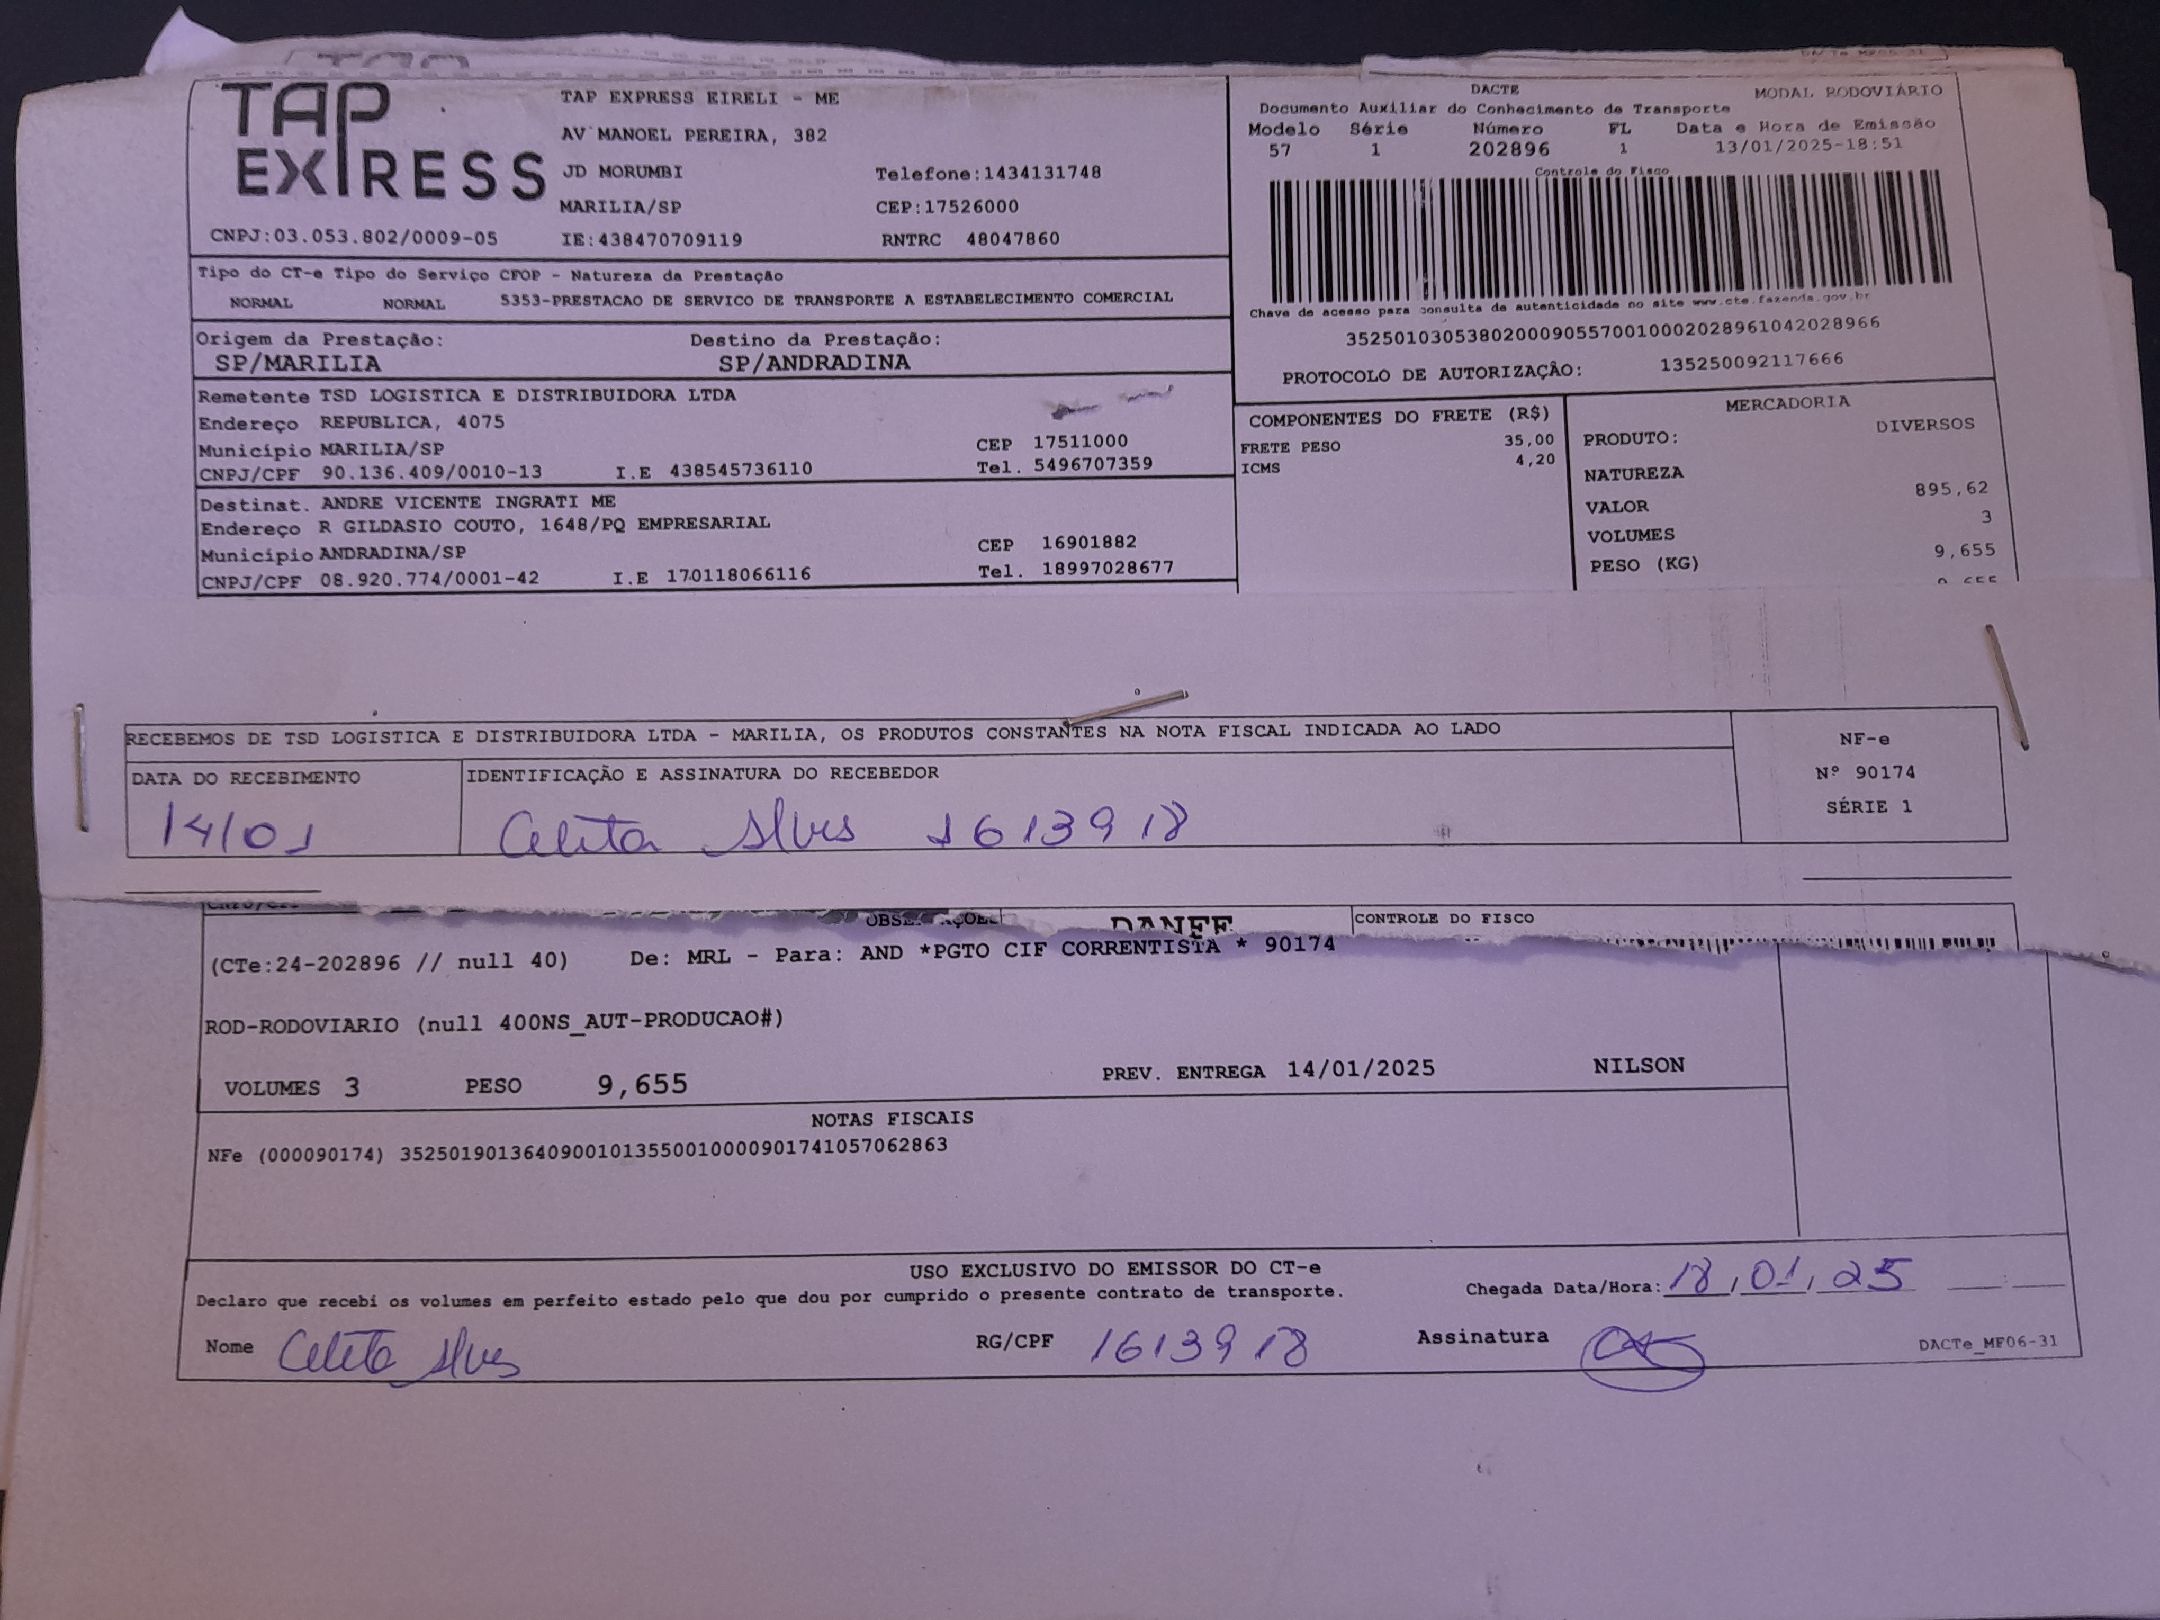 TAP EXPRESS
TAP EXPRESS EIRELI - ME
AV MANOEL PEREIRA, 382
JD MORUMBI Telefone:1434131748
MARILIA/SP CEP:17526000
CNPJ:03.053.802/0009-05 IE:438470709119 RNTRC 48047860
DACTE MODAL RODOVIÁRIO
Documento Auxiliar do Conhecimento de Transporte
Modelo Série Número FL Data e Hora de Emissão
57 1 202896 1 13/01/2025-18:51
Controle do Fisco
Chave de acesso para consulta de autenticidade no site www.cte.fazenda.gov.br
35250103053802000905570010002028961042028966
PROTOCOLO DE AUTORIZAÇÃO: 135250092117666
Tipo do CT-e Tipo do Serviço CFOP - Natureza da Prestação
NORMAL NORMAL 5353-PRESTACAO DE SERVICO DE TRANSPORTE A ESTABELECIMENTO COMERCIAL
Origem da Prestação: Destino da Prestação:
SP/MARILIA SP/ANDRADINA
Remetente TSD LOGISTICA E DISTRIBUIDORA LTDA
Endereço REPUBLICA, 4075
Município MARILIA/SP CEP 17511000
CNPJ/CPF 90.136.409/0010-13 I.E 438545736110 Tel. 5496707359
Destinat. ANDRE VICENTE INGRATI ME
Endereço R GILDASIO COUTO, 1648/PQ EMPRESARIAL
Município ANDRADINA/SP CEP 16901882
CNPJ/CPF 08.920.774/0001-42 I.E 170118066116 Tel. 18997028677
COMPONENTES DO FRETE (R$)
FRETE PESO 35,00
ICMS 4,20
MERCADORIA
PRODUTO: DIVERSOS
NATUREZA
VALOR 895,62
VOLUMES 3
PESO (KG) 9,655
RECEBEMOS DE TSD LOGISTICA E DISTRIBUIDORA LTDA - MARILIA, OS PRODUTOS CONSTANTES NA NOTA FISCAL INDICADA AO LADO
DATA DO RECEBIMENTO IDENTIFICAÇÃO E ASSINATURA DO RECEBEDOR
14/01 Celita Alves 1613918
NF-e
Nº 90174
SÉRIE 1
DANFE CONTROLE DO FISCO
(CTe:24-202896 // null 40) De: MRL - Para: AND *PGTO CIF CORRENTISTA * 90174
ROD-RODOVIARIO (null 400NS_AUT-PRODUCAO#)
VOLUMES 3 PESO 9,655 PREV. ENTREGA 14/01/2025 NILSON
NOTAS FISCAIS
NFe (000090174) 35250190136409001013550010000901741057062863
USO EXCLUSIVO DO EMISSOR DO CT-e
Declaro que recebi os volumes em perfeito estado pelo que dou por cumprido o presente contrato de transporte. Chegada Data/Hora: 18,01,25
Nome Celita Alves RG/CPF 1613918 Assinatura DACTe_MF06-31